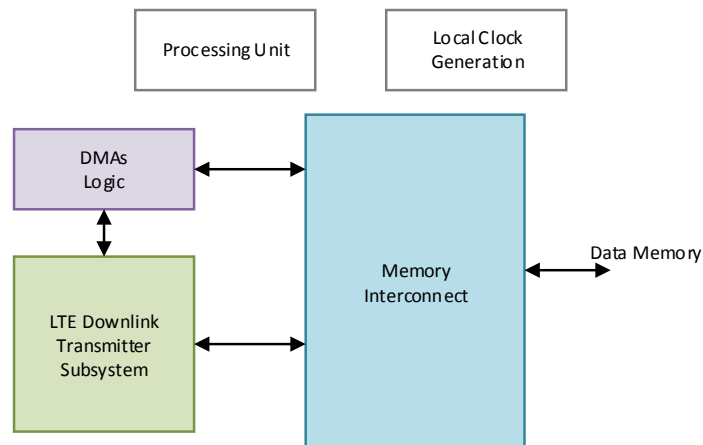 Processing Unit
Local Clock
Generation
DMAs
Logic
Data Memory
Memory
Interconnect
LTE Downlink
Transmitter
Subsystem